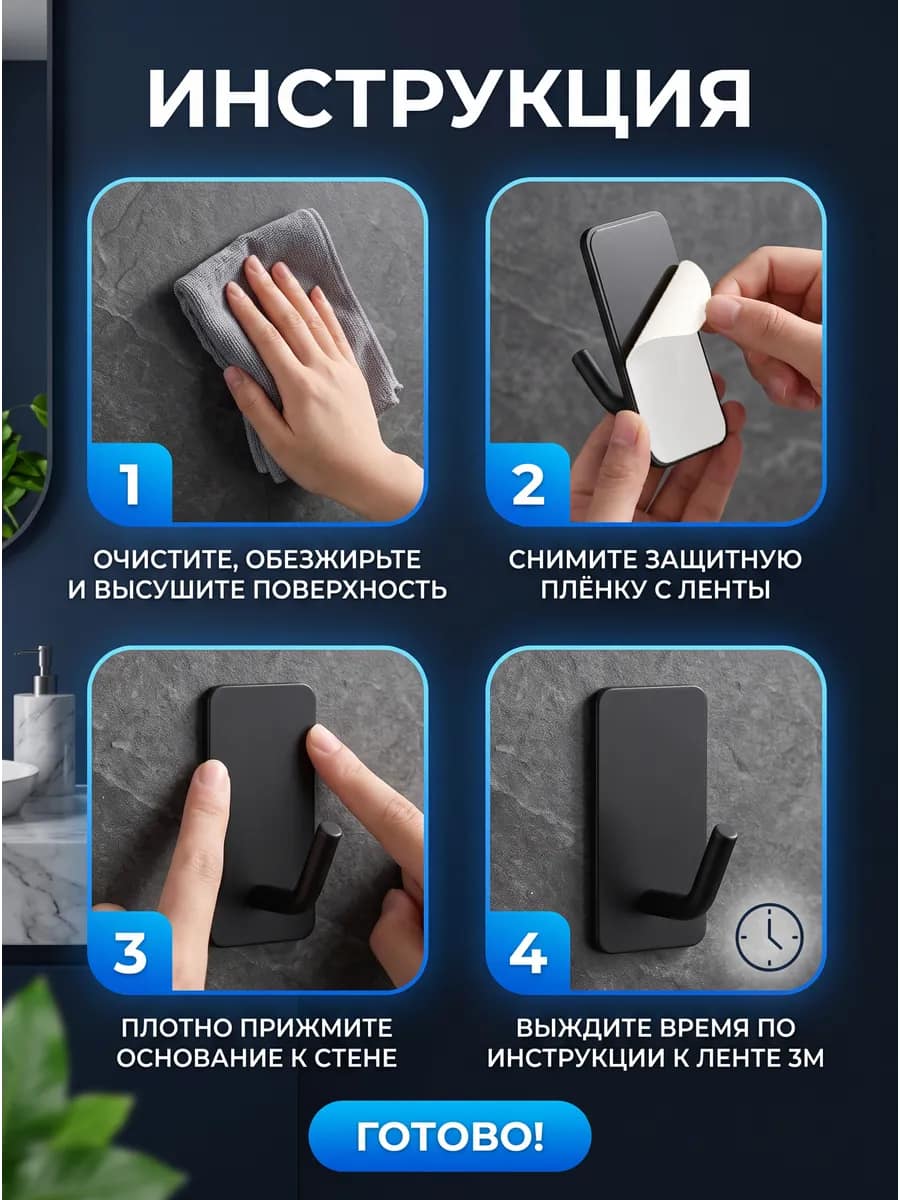 ИНСТРУКЦИЯ
1
ОЧИСТИТЕ, ОБЕЗЖИРЬТЕ
И ВЫСУШИТЕ ПОВЕРХНОСТЬ
2
СНИМИТЕ ЗАЩИТНУЮ
ПЛЁНКУ С ЛЕНТЫ
3
ПЛОТНО ПРИЖМИТЕ
ОСНОВАНИЕ К СТЕНЕ
4
ВЫЖДИТЕ ВРЕМЯ ПО
ИНСТРУКЦИИ К ЛЕНТЕ 3М
ГОТОВО!